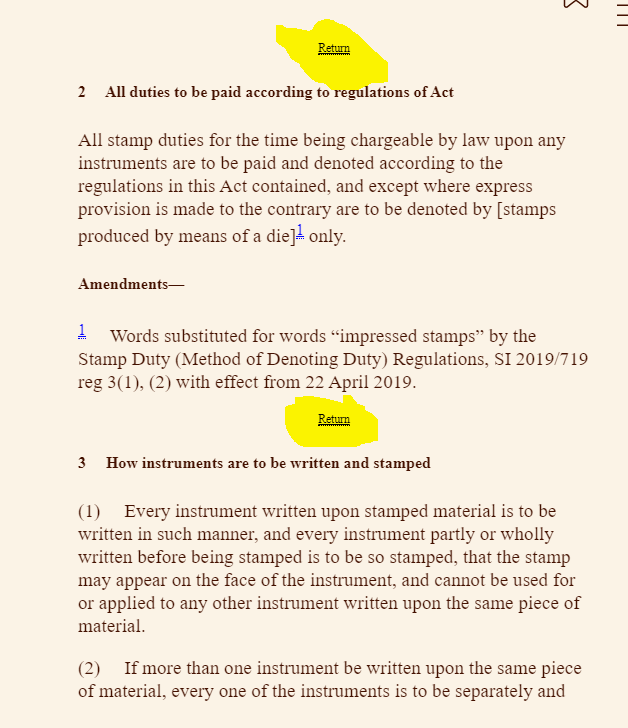 Return
2 All duties to be paid according to regulations of Act
All stamp duties for the time being chargeable by law upon any
instruments are to be paid and denoted according to the
regulations in this Act contained, and except where express
provision is made to the contrary are to be denoted by [stamps
produced by means of a die]1 only.
Amendments—
1 Words substituted for words “impressed stamps” by the
Stamp Duty (Method of Denoting Duty) Regulations, SI 2019/719
reg 3(1), (2) with effect from 22 April 2019.
Return
3 How instruments are to be written and stamped
(1) Every instrument written upon stamped material is to be
written in such manner, and every instrument partly or wholly
written before being stamped is to be so stamped, that the stamp
may appear on the face of the instrument, and cannot be used for
or applied to any other instrument written upon the same piece of
material.
(2) If more than one instrument be written upon the same piece
of material, every one of the instruments is to be separately and